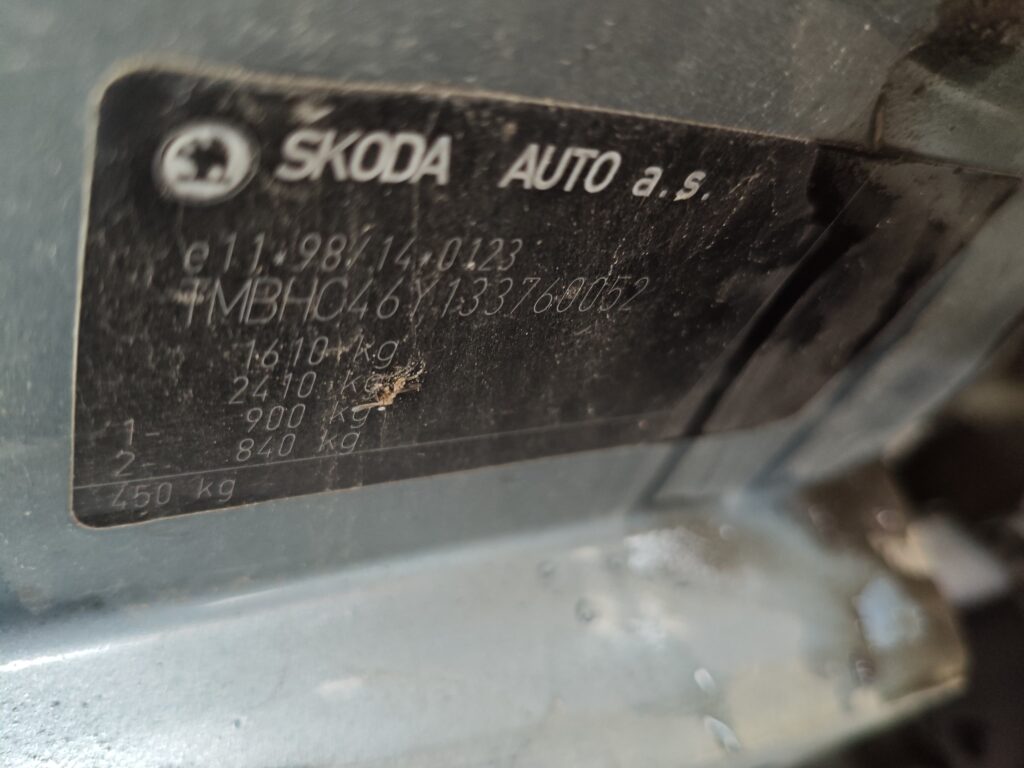 ŠKODA AUTO a.s.
e11*98/14*0123
TMBHC46Y133760052
1610 kg
2410 kg
1- 900 kg
2- 840 kg
450 kg